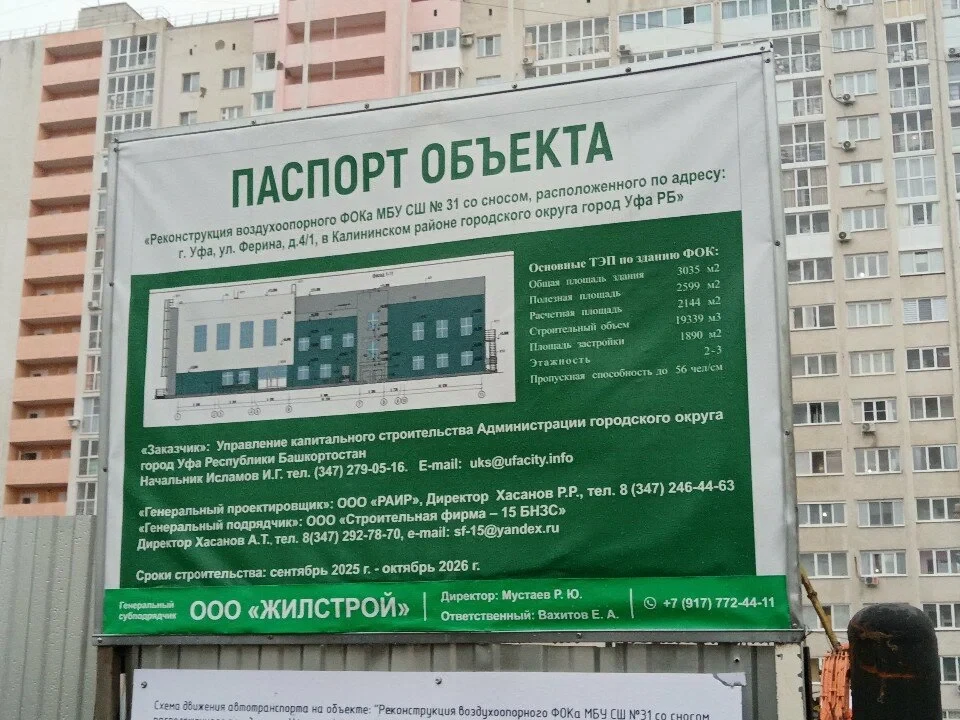 ПАСПОРТ ОБЪЕКТА
«Реконструкция воздухоопорного ФОКа МБУ СШ № 31 со сносом, расположенного по адресу:
г. Уфа, ул. Ферина, д.4/1, в Калининском районе городского округа город Уфа РБ»
Основные ТЭП по зданию ФОК:
Общая площадь здания 3035 м2
Полезная площадь 2599 м2
Расчетная площадь 2144 м2
Строительный объем 19339 м3
Площадь застройки 1890 м2
Этажность 2-3
Пропускная способность до 56 чел/см
«Заказчик»: Управление капитального строительства Администрации городского округа
город Уфа Республики Башкортостан
Начальник Исламов И.Г. тел. (347) 279-05-16. E-mail: uks@ufacity.info
«Генеральный проектировщик»: ООО «РАИР», Директор Хасанов Р.Р., тел. 8 (347) 246-44-63
«Генеральный подрядчик»: ООО «Строительная фирма – 15 БНЗС»
Директор Хасанов А.Т., тел. 8(347) 292-78-70, e-mail: sf-15@yandex.ru
Сроки строительства: сентябрь 2025 г. - октябрь 2026 г.
Генеральный
субподрядчик
ООО «ЖИЛСТРОЙ»
Директор: Мустаев Р. Ю.
Ответственный: Вахитов Е. А.
+7 (917) 772-44-11
Схема движения автотранспорта на объекте: "Реконструкция воздухоопорного ФОКа МБУ СШ №31 со сносом